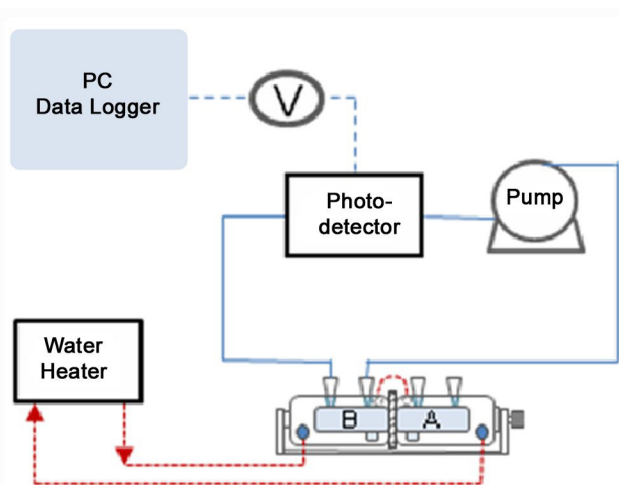 PC
Data Logger
V
Photo-
detector
Pump
Water
Heater
B
A